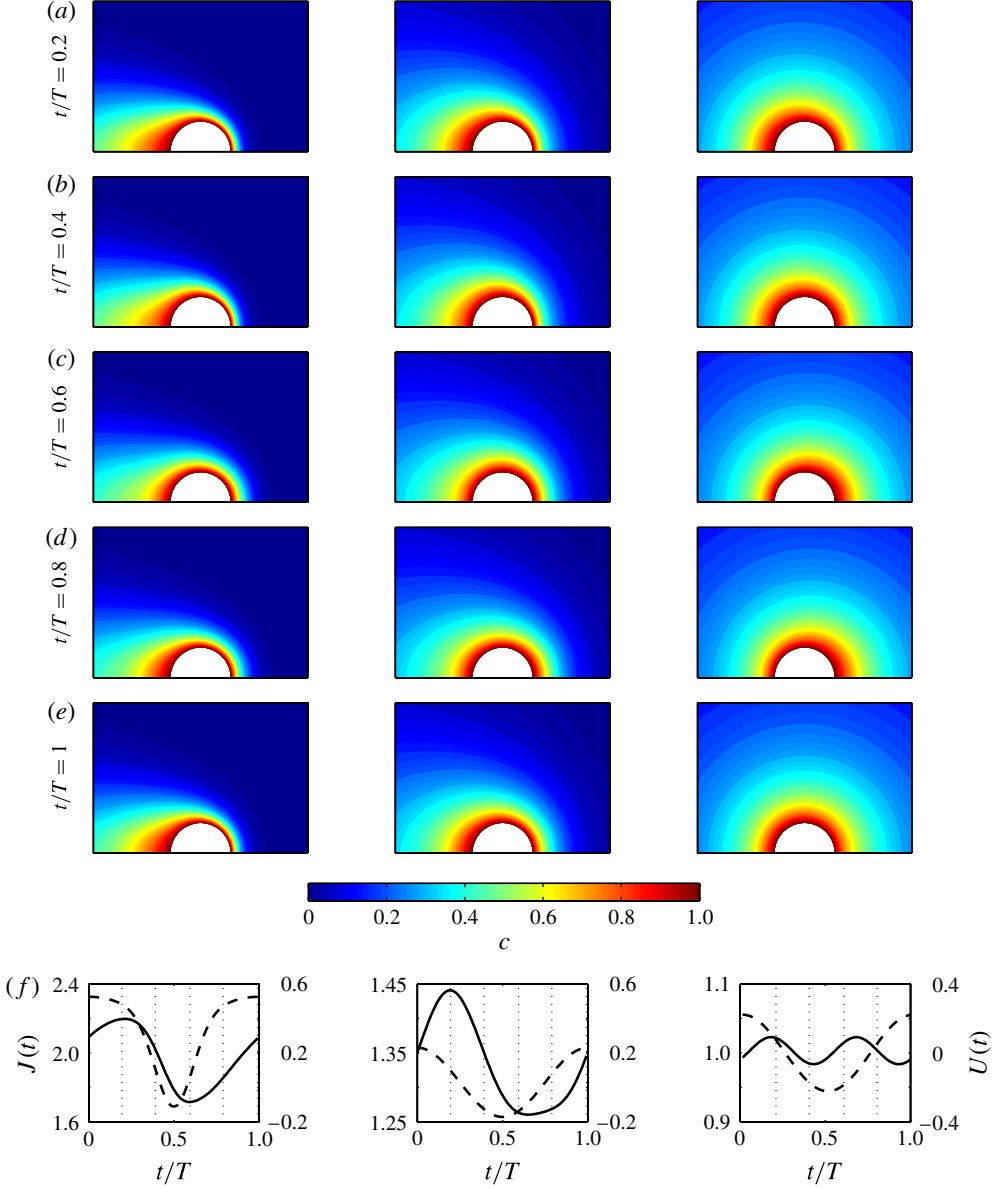 (a)
t/T = 0.2
(b)
t/T = 0.4
(c)
t/T = 0.6
(d)
t/T = 0.8
(e)
t/T = 1
0 0.2 0.4 0.6 0.8 1.0
c
(f)
2.4 0.6 1.45 0.6 1.1 0.4
J(t) 2.0 0.2 1.35 0.2 1.0 0 U(t)
1.6 −0.2 1.25 −0.2 0.9 −0.4
0 0.5 1.0 0 0.5 1.0 0 0.5 1.0
t/T t/T t/T